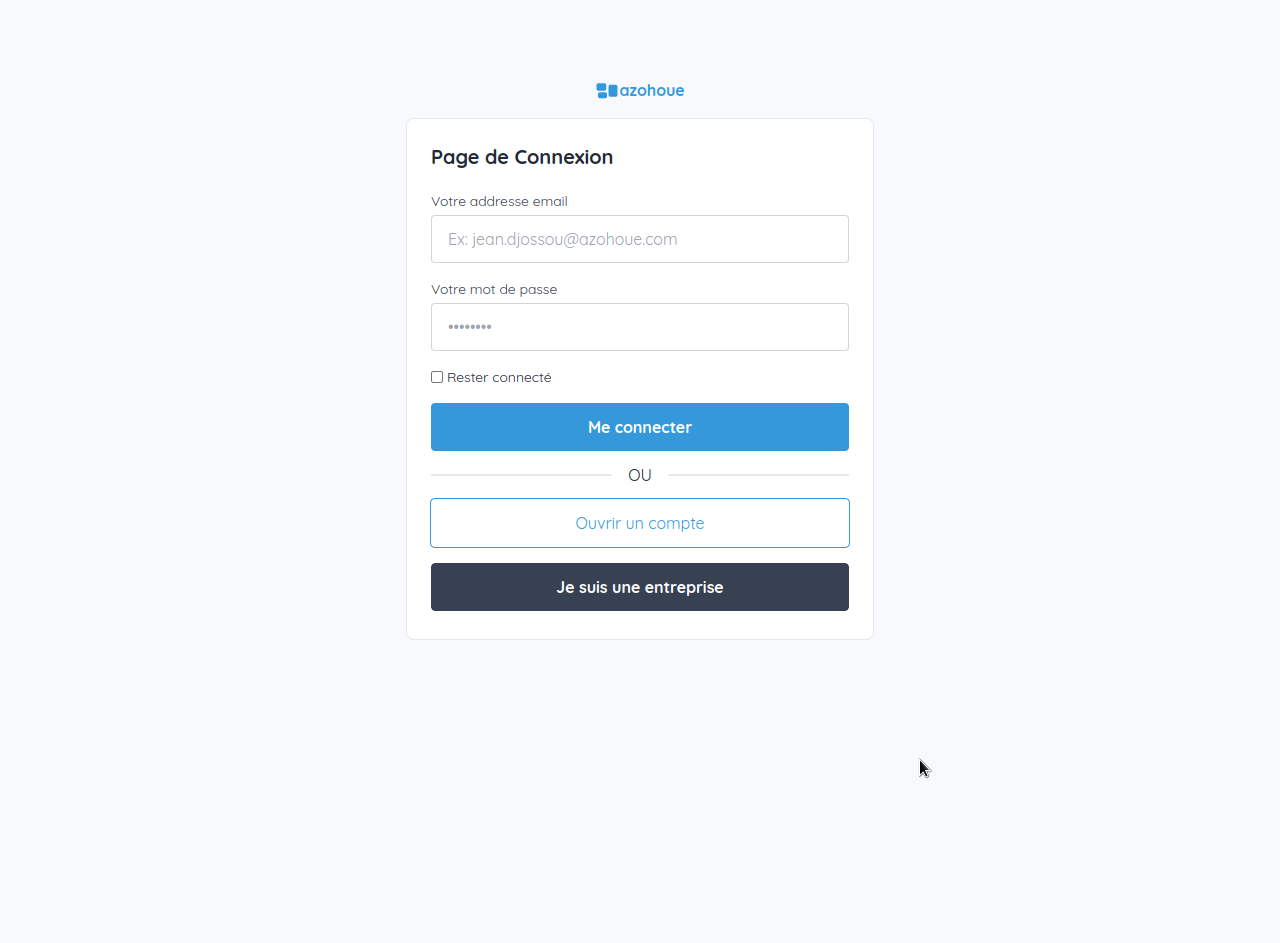 azohoue
Page de Connexion
Votre addresse email
Ex: jean.djossou@azohoue.com
Votre mot de passe
••••••••
Rester connecté
Me connecter
OU
Ouvrir un compte
Je suis une entreprise